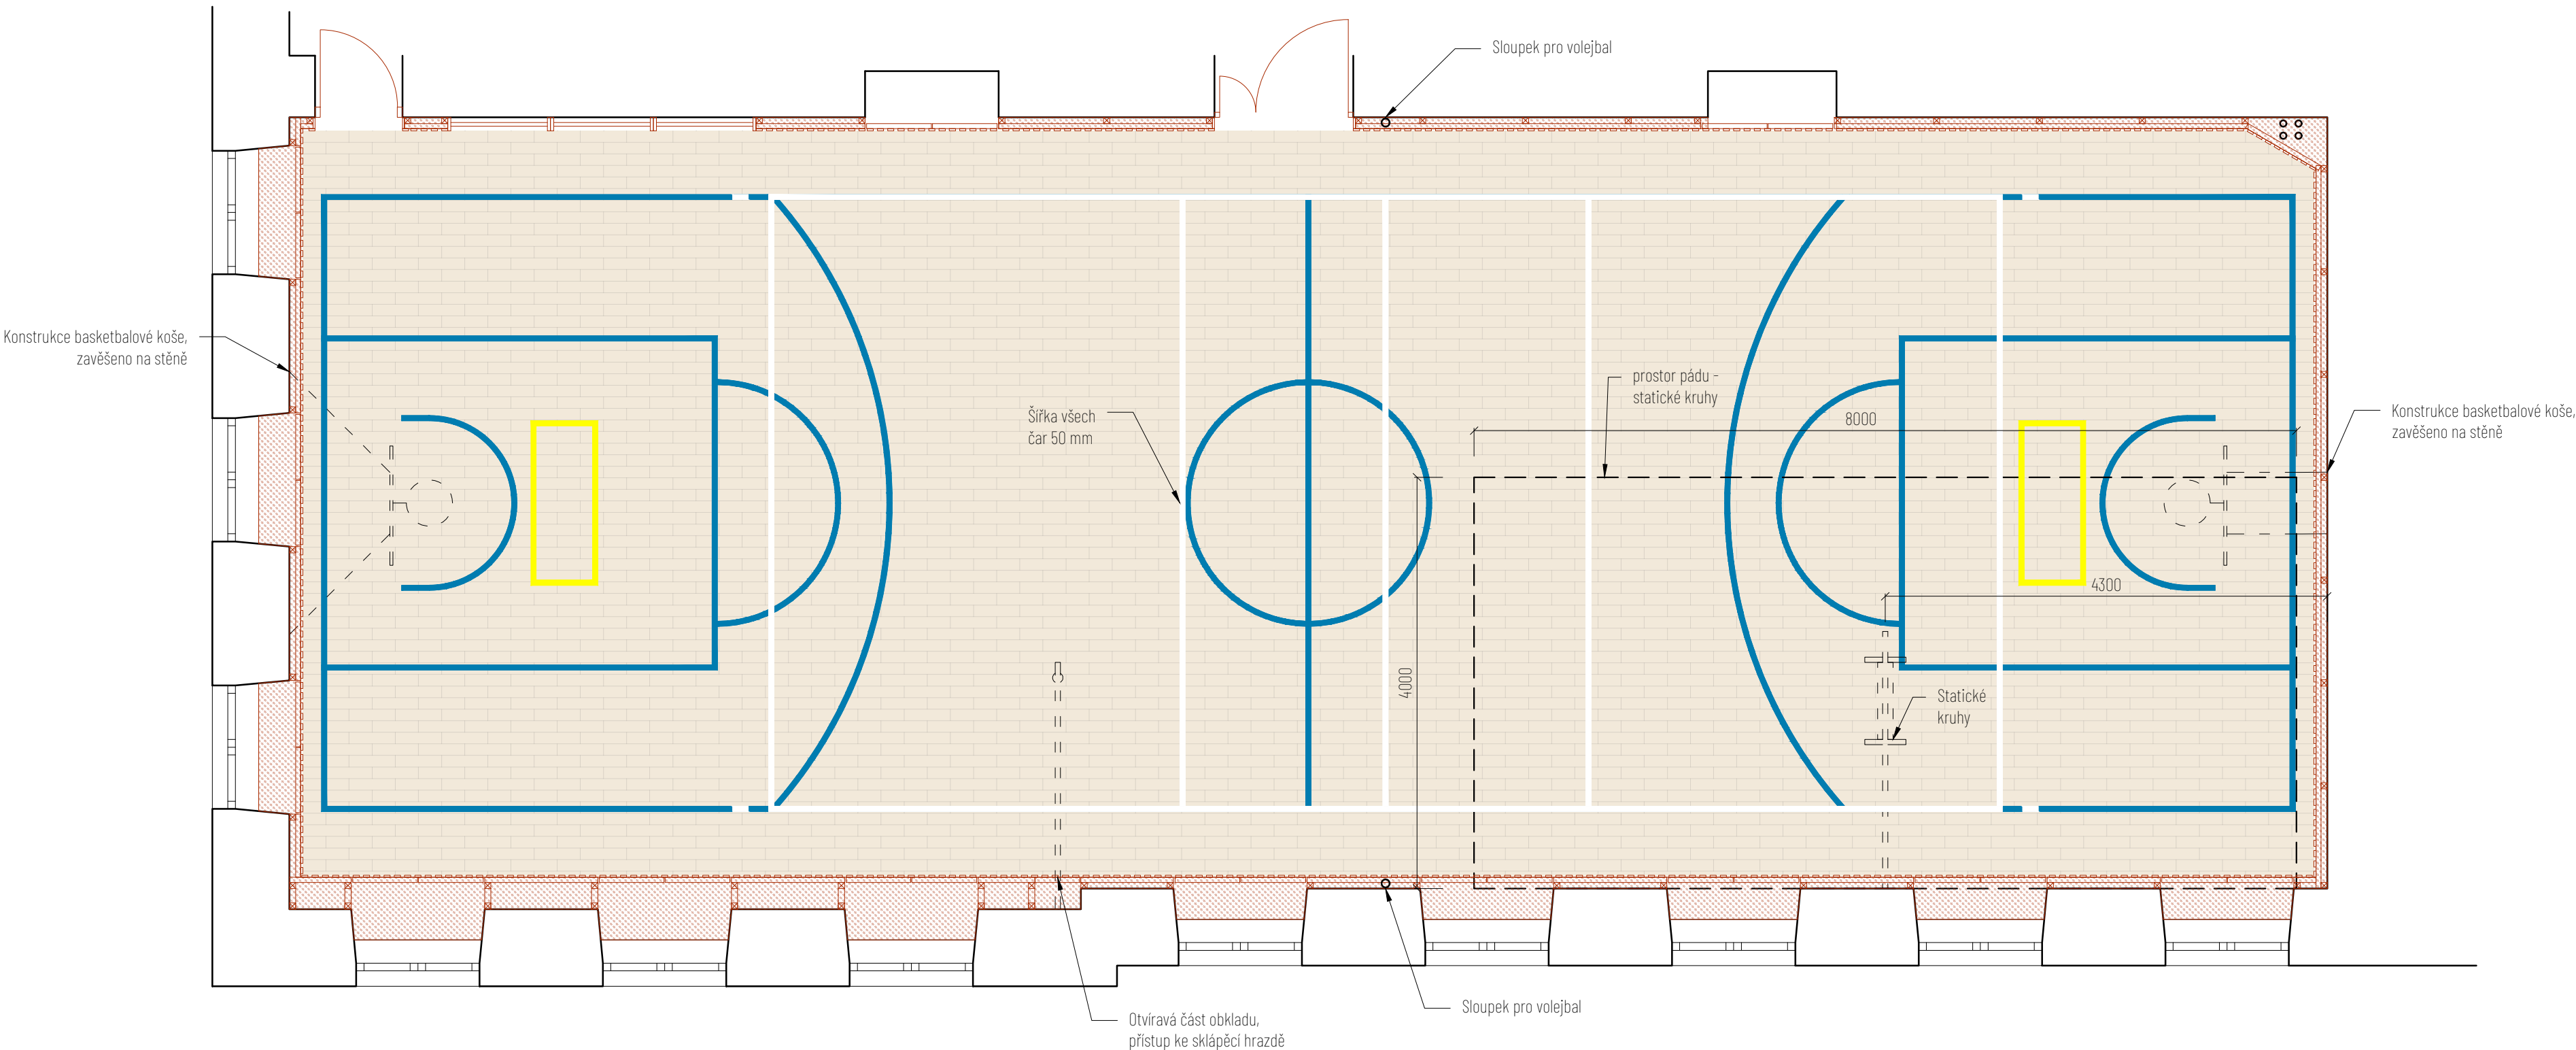 Sloupek pro volejbal
Konstrukce basketbalové koše,
zavěšeno na stěně
Šířka všech
čar 50 mm
prostor pádu -
statické kruhy
8000
Konstrukce basketbalové koše,
zavěšeno na stěně
4300
4000
Statické
kruhy
Sloupek pro volejbal
Otvíravá část obkladu,
přístup ke sklápěcí hrazdě